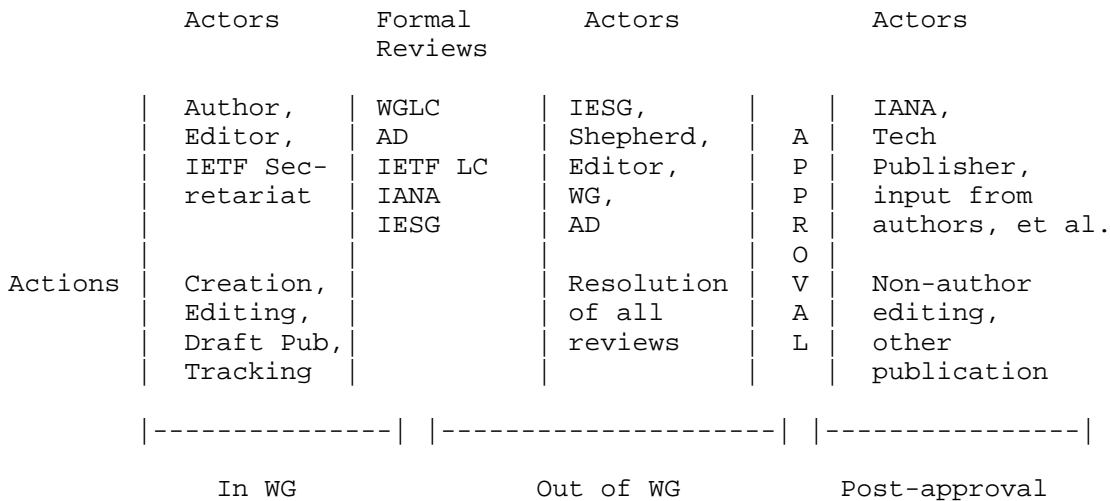 Actors Formal Actors Actors
Reviews
| Author, | WGLC | IESG, | | IANA,
| Editor, | AD | Shepherd, | A | Tech
| IETF Sec- | IETF LC | Editor, | P | Publisher,
| retariat | IANA | WG, | P | input from
| | IESG | AD | R | authors, et al.
| | | | O |
Actions | Creation, | | Resolution | V | Non-author
| Editing, | | of all | A | editing,
| Draft Pub,| | reviews | L | other
| Tracking | | | | publication
|---------------| |---------------------| |----------------|
In WG Out of WG Post-approval